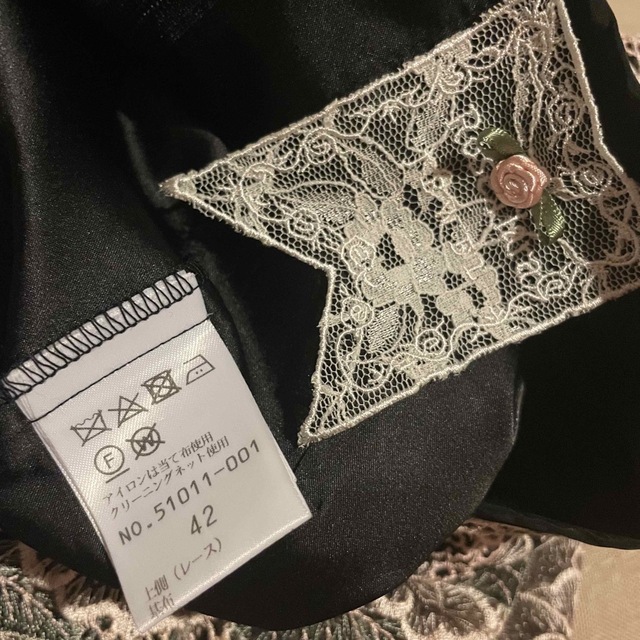 F W
アイロンは当て布使用
クリーニングネット使用
NO.51011-001
42
上側(レース)